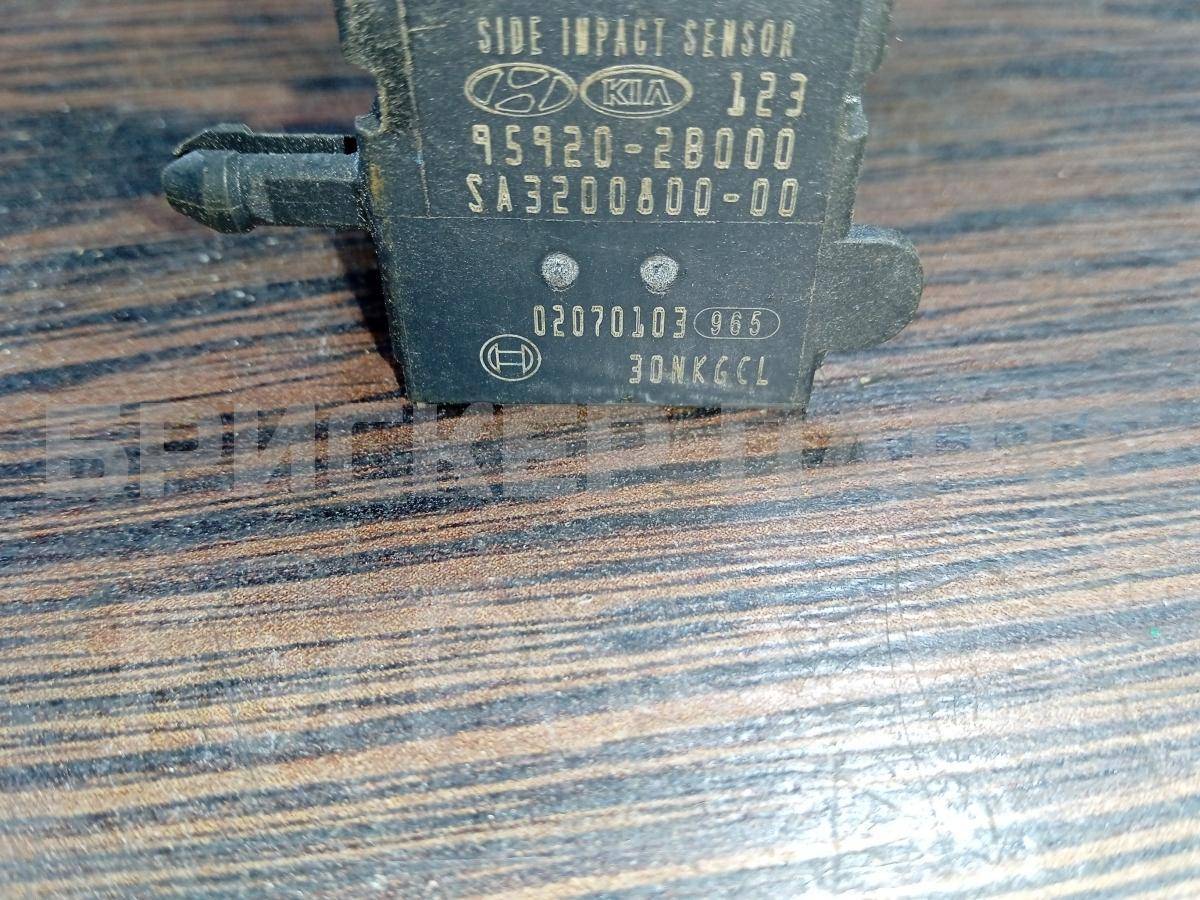 SIDE IMPACT SENSOR
KIA 123
95920-2B000
SA3200800-00
02070103 965
30NKGCL